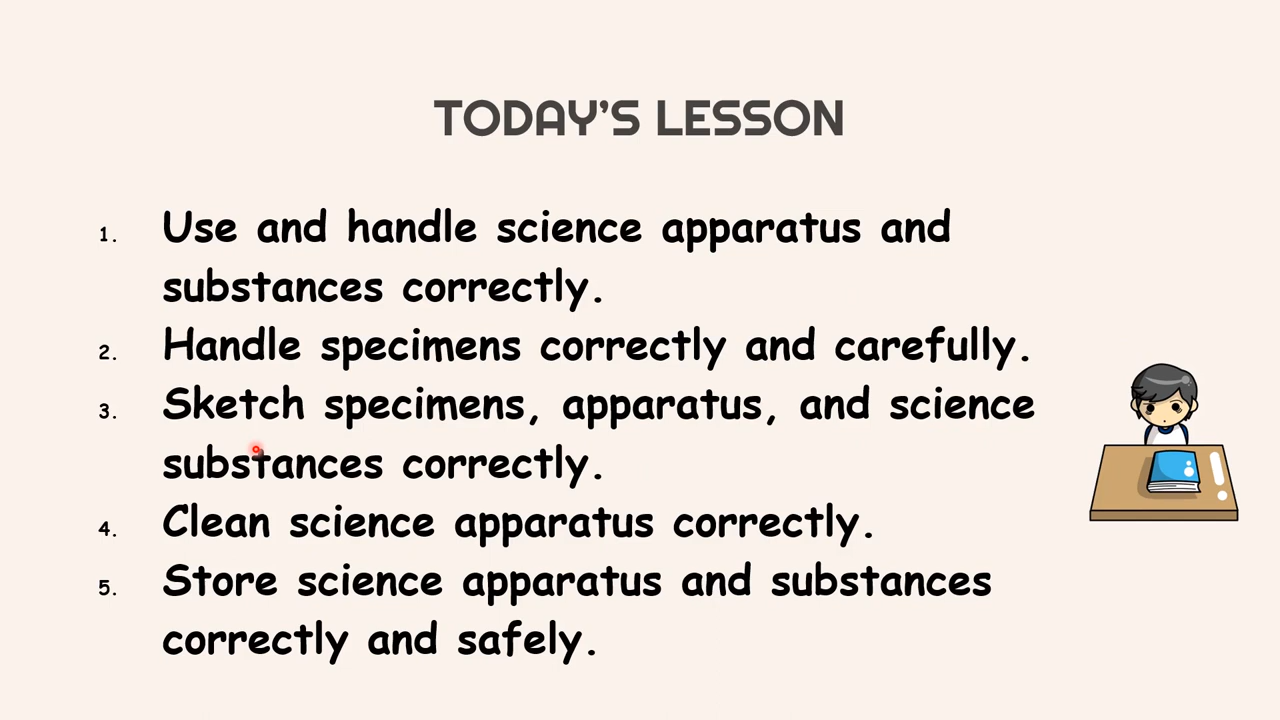 TODAY'S LESSON
1. Use and handle science apparatus and
substances correctly.
2. Handle specimens correctly and carefully.
3. Sketch specimens, apparatus, and science
substances correctly.
4. Clean science apparatus correctly.
5. Store science apparatus and substances
correctly and safely.